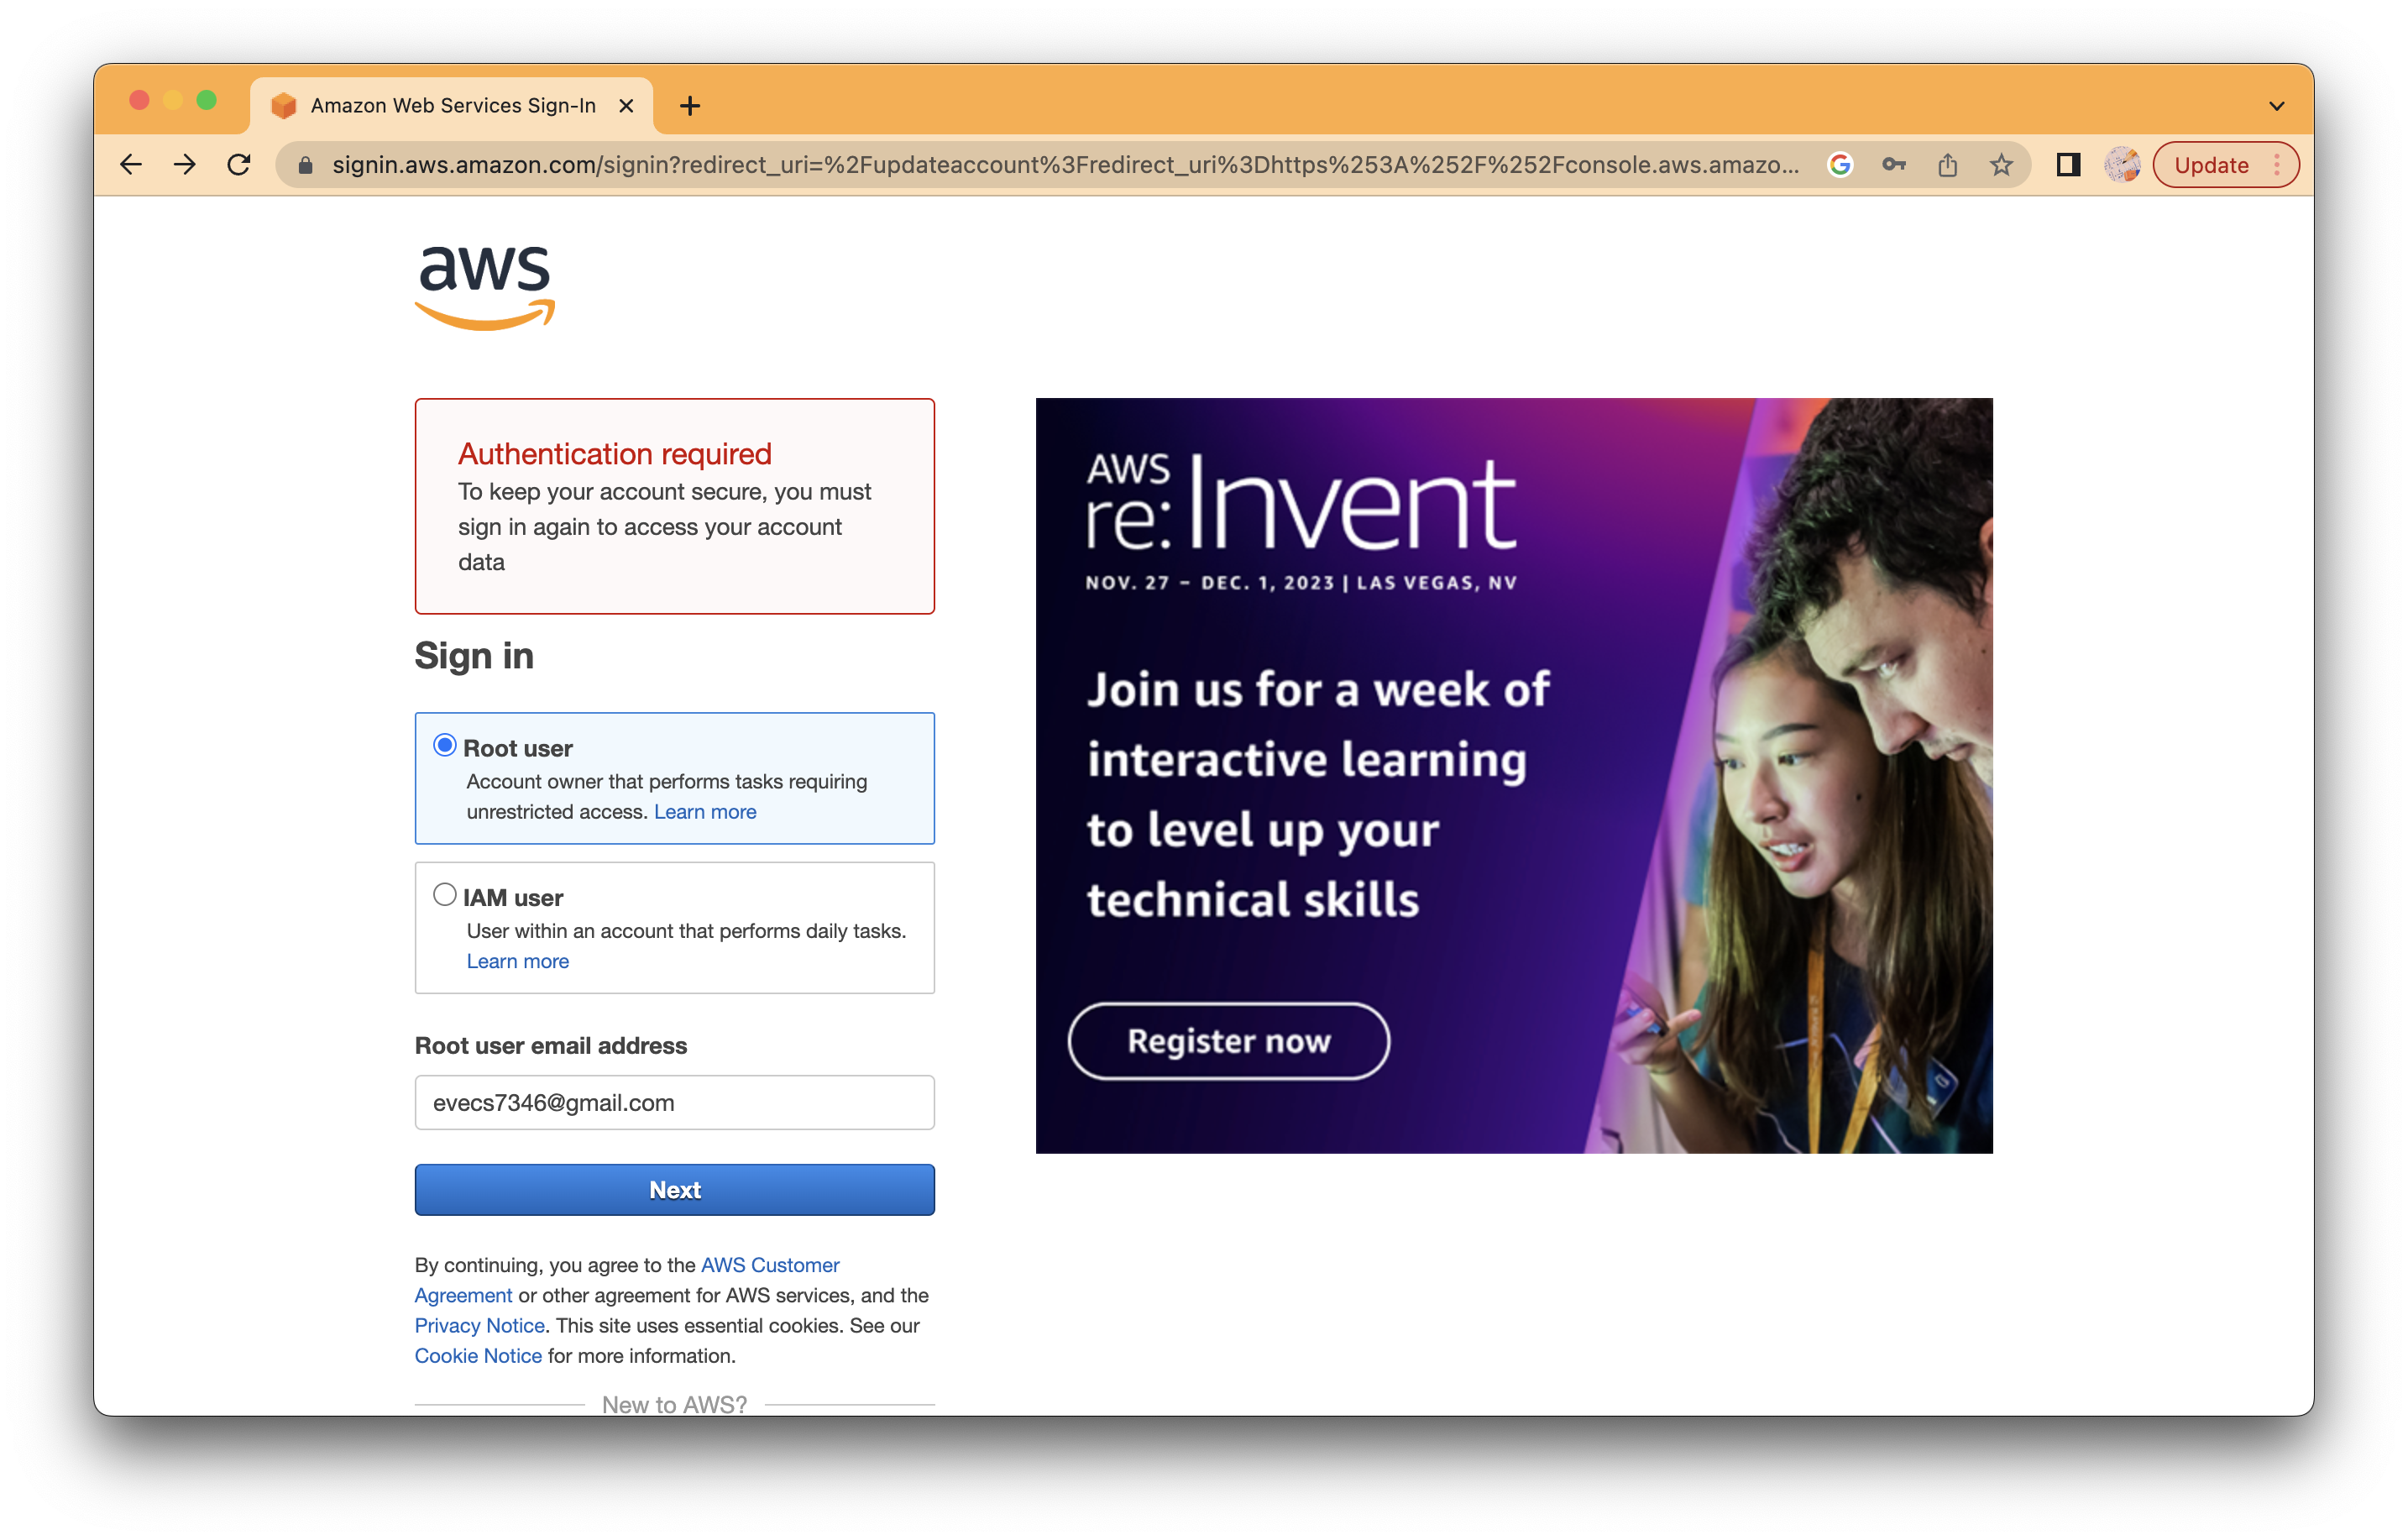 Amazon Web Services Sign-In
signin.aws.amazon.com/signin?redirect_uri=%2Fupdateaccount%3Fredirect_uri%3Dhttps%253A%252F%252Fconsole.aws.amazo...
Update
aws
Authentication required
To keep your account secure, you must
sign in again to access your account
data
Sign in
Root user
Account owner that performs tasks requiring
unrestricted access. Learn more
IAM user
User within an account that performs daily tasks.
Learn more
Root user email address
evecs7346@gmail.com
Next
By continuing, you agree to the AWS Customer
Agreement or other agreement for AWS services, and the
Privacy Notice. This site uses essential cookies. See our
Cookie Notice for more information.
New to AWS?
AWS
re:Invent
NOV. 27 – DEC. 1, 2023 | LAS VEGAS, NV
Join us for a week of
interactive learning
to level up your
technical skills
Register now